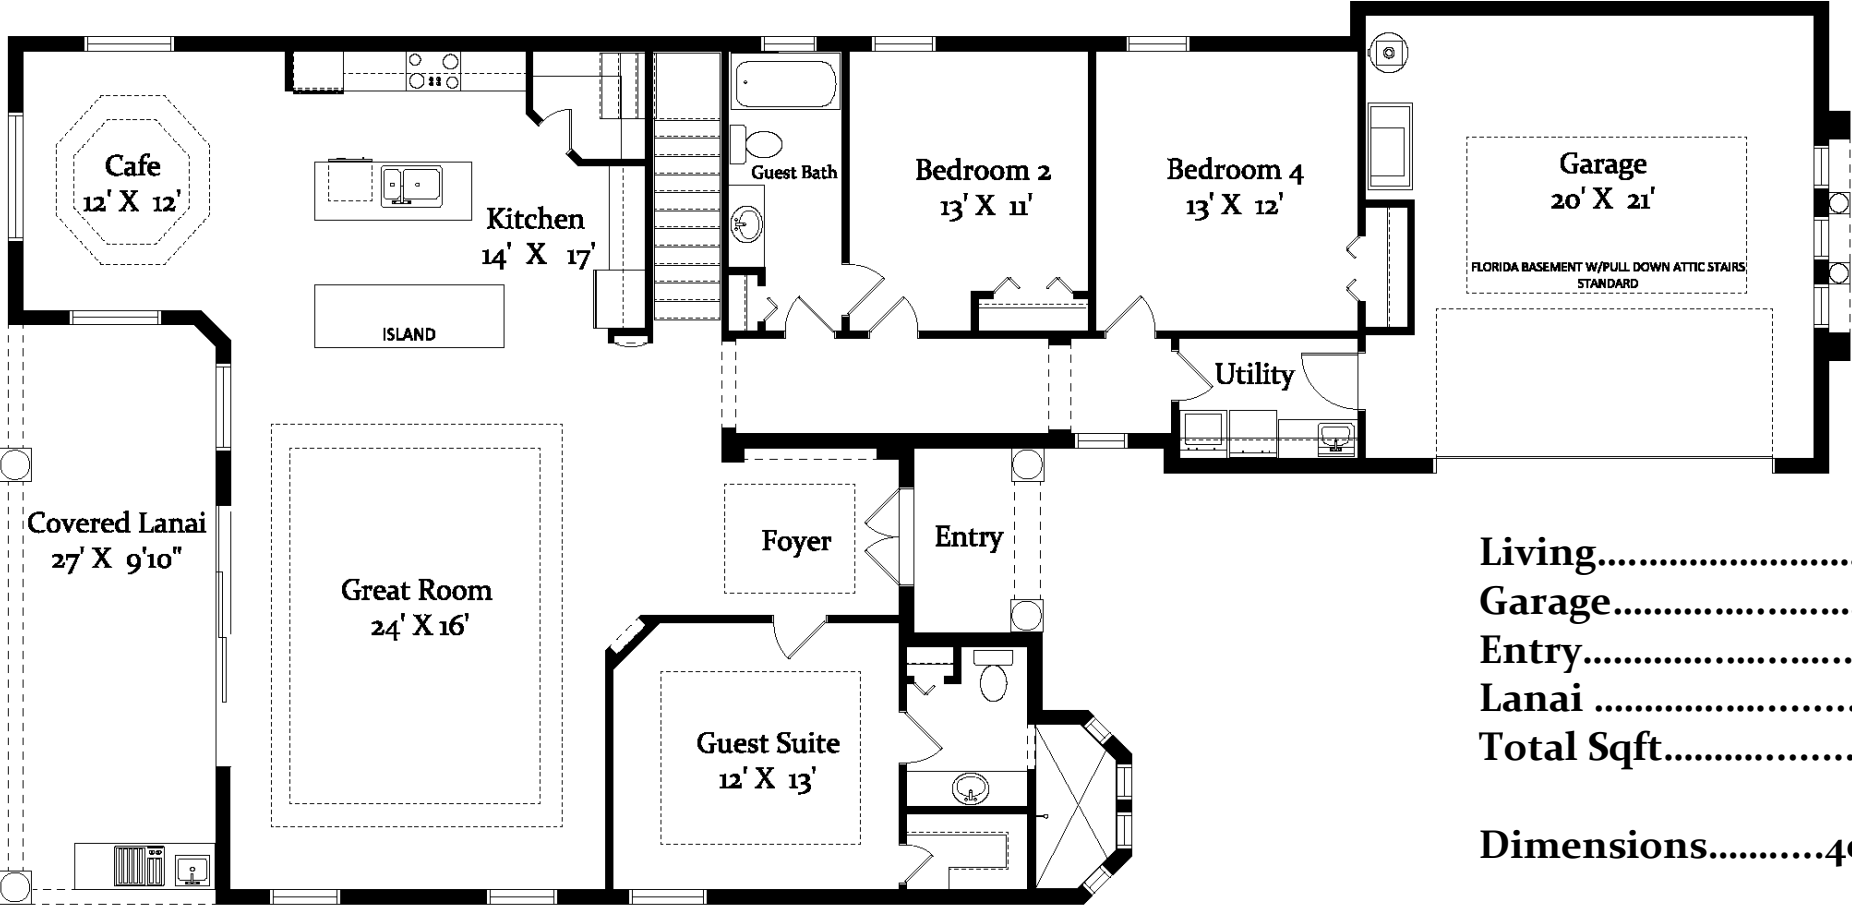 Cafe
12' X 12'
Kitchen
14' X 17'
ISLAND
Guest Bath
Bedroom 2
13' X 11'
Bedroom 4
13' X 12'
Garage
20' X 21'
FLORIDA BASEMENT W/PULL DOWN ATTIC STAIRS
STANDARD
Utility
Covered Lanai
27' X 9'10"
Great Room
24' X 16'
Foyer
Entry
Guest Suite
12' X 13'
Living..............................
Garage............................
Entry................................
Lanai ...............................
Total Sqft.......................
Dimensions...........4